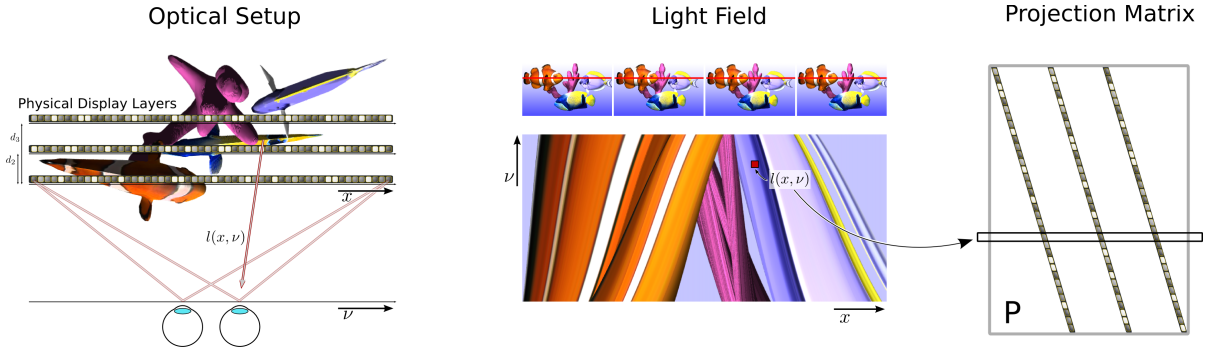 Optical Setup
Physical Display Layers
d₃
d₂
x
l(x, ν)
ν
Light Field
ν
l(x, ν)
x
Projection Matrix
P